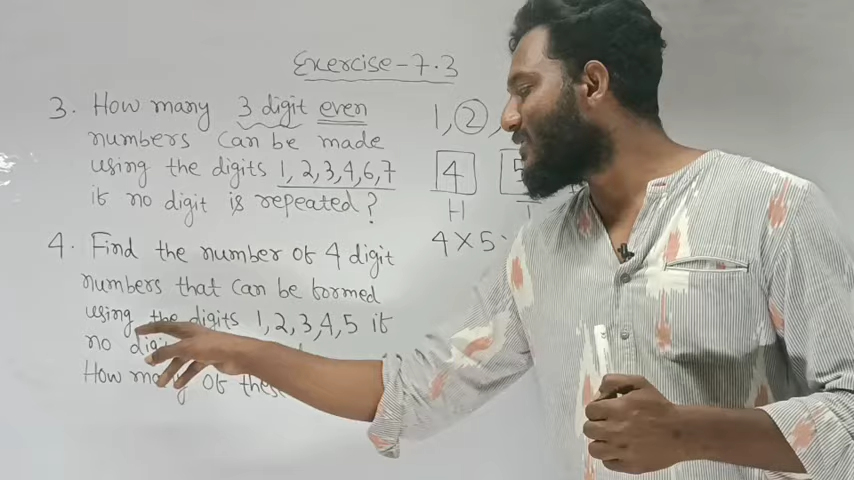 Exercise-7.3
3. How many 3 digit even
numbers can be made
using the digits 1,2,3,4,6,7
if no digit is repeated?
4. Find the number of 4 digit
numbers that can be formed
using the digits 1,2,3,4,5 if
no
How many of these
1, 2,
4 5
H
4×5